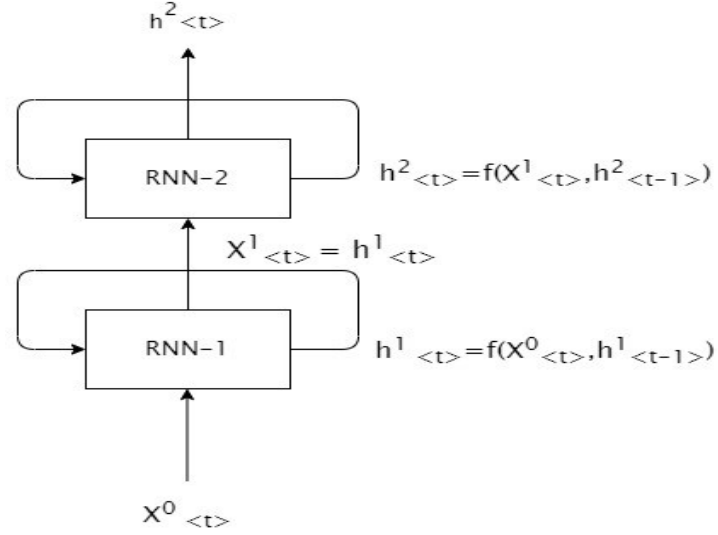 h²<t>
RNN-2
h²<t>=f(X¹<t>,h²<t-1>)
X¹<t> = h¹<t>
RNN-1
h¹<t>=f(X⁰<t>,h¹<t-1>)
X⁰<t>